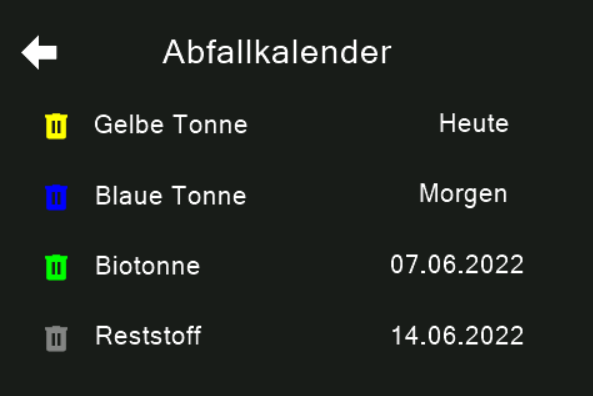 Abfallkalender
Gelbe Tonne Heute
Blaue Tonne Morgen
Biotonne 07.06.2022
Reststoff 14.06.2022